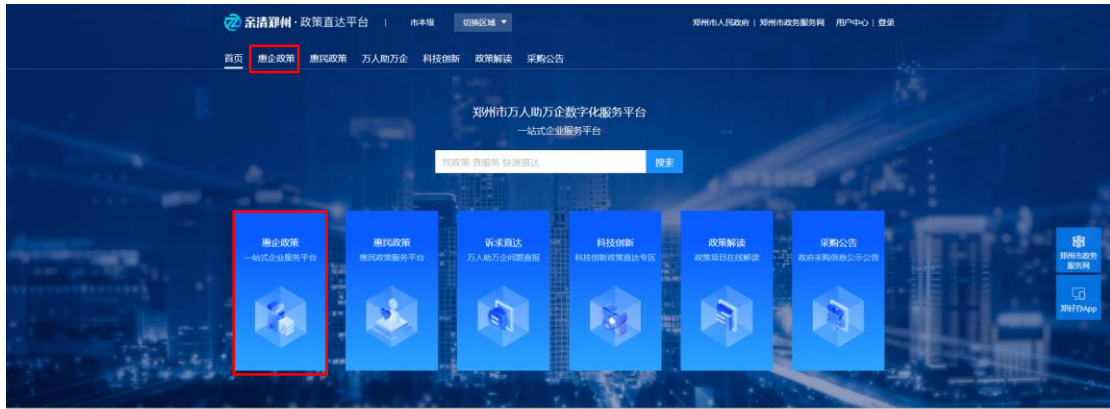 亲清郑州·政策直达平台 | 市本级 切换区域 ▼ 郑州市人民政府 | 郑州市政务服务网 用户中心 | 登录
首页 惠企政策 惠民政策 万人助万企 科技创新 政策解读 采购公告
郑州市万人助万企数字化服务平台
一站式企业服务平台
找政策 查服务 快速直达 搜索
惠企政策 惠民政策 诉求直达 科技创新 政策解读 采购公告
一站式企业服务平台 惠民政策服务平台 万人助万企问题直报 科技创新政策直达专区 政策项目在线解读 政府采购信息公示公告
郑州市政务
服务网
郑好办App